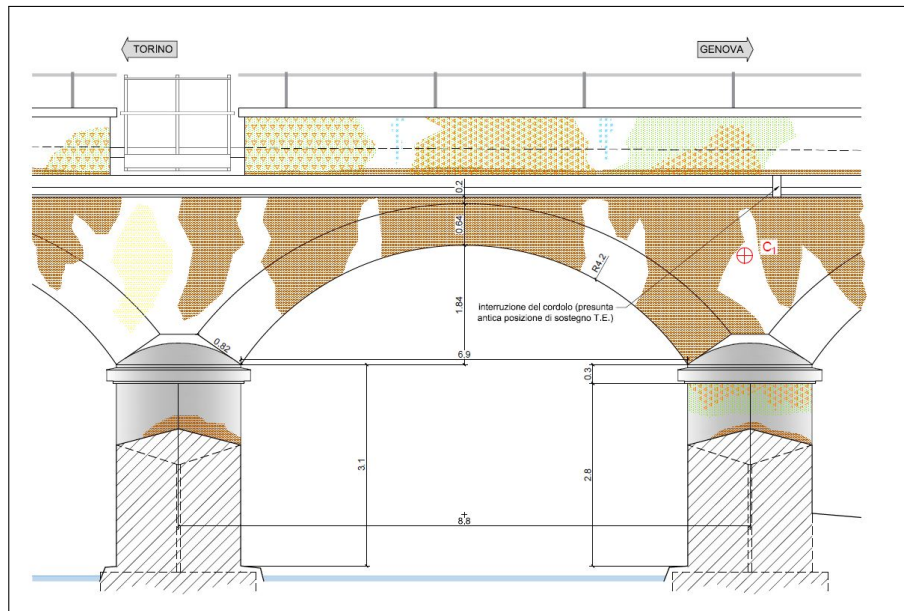 TORINO
GENOVA
0.2
0.64
C1
R4.2
1.84
interruzione del cordolo (presunta
antica posizione di sostegno T.E.)
0.82
6.9
0.3
3.1
2.8
8.8